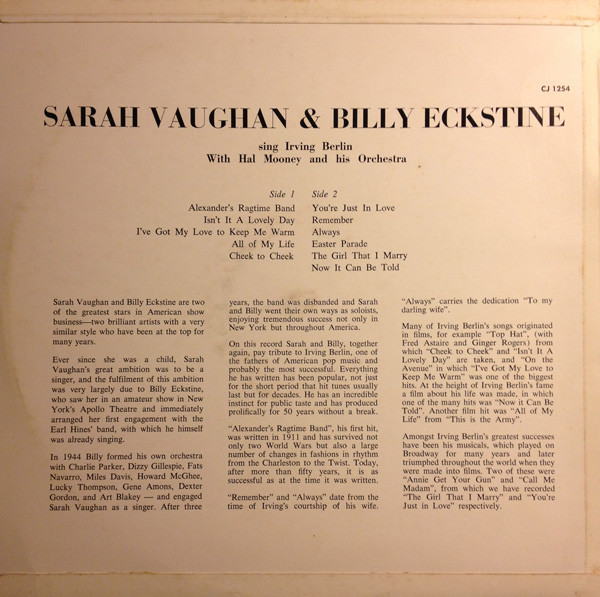 CJ 1254
SARAH VAUGHAN & BILLY ECKSTINE
sing Irving Berlin
With Hal Mooney and his Orchestra
Side 1
Alexander's Ragtime Band
Isn't It A Lovely Day
I've Got My Love to Keep Me Warm
All of My Life
Cheek to Cheek
Side 2
You're Just In Love
Remember
Always
Easter Parade
The Girl That I Marry
Now It Can Be Told
Sarah Vaughan and Billy Eckstine are two
of the greatest stars in American show
business—two brilliant artists with a very
similar style who have been at the top for
many years.
Ever since she was a child, Sarah
Vaughan's great ambition was to be a
singer, and the fulfilment of this ambition
was very largely due to Billy Eckstine,
who saw her in an amateur show in New
York's Apollo Theatre and immediately
arranged her first engagement with the
Earl Hines' band, with which he himself
was already singing.
In 1944 Billy formed his own orchestra
with Charlie Parker, Dizzy Gillespie, Fats
Navarro, Miles Davis, Howard McGhee,
Lucky Thompson, Gene Amons, Dexter
Gordon, and Art Blakey — and engaged
Sarah Vaughan as a singer. After three
years, the band was disbanded and Sarah
and Billy went their own ways as soloists,
enjoying tremendous success not only in
New York but throughout America.
On this record Sarah and Billy, together
again, pay tribute to Irving Berlin, one of
the fathers of American pop music and
probably the most successful. Everything
he has written has been popular, not just
for the short period that hit tunes usually
last but for decades. He has an incredible
instinct for public taste and has produced
prolifically for 50 years without a break.
"Alexander's Ragtime Band", his first hit,
was written in 1911 and has survived not
only two World Wars but also a large
number of changes in fashion in rhythm
from the Charleston to the Twist. Today,
after more than fifty years, it is as
successful as at the time it was written.
"Remember" and "Always" date from the
time of Irving's courtship of his wife.
"Always" carries the dedication "To my
darling wife".
Many of Irving Berlin's songs originated
in films, for example "Top Hat", (with
Fred Astaire and Ginger Rogers) from
which "Cheek to Cheek" and "Isn't It A
Lovely Day" are taken, and "On the
Avenue" in which "I've Got My Love to
Keep Me Warm" was one of the biggest
hits. At the height of Irving Berlin's fame
a film about his life was made, in which
one of the many hits was "Now it Can Be
Told". Another film hit was "All of My
Life" from "This is the Army".
Amongst Irving Berlin's greatest successes
have been his musicals, which played on
Broadway for many years and later
triumphed throughout the world when they
were made into films. Two of these were
"Annie Get Your Gun" and "Call Me
Madam", from which we have recorded
"The Girl That I Marry" and "You're
Just in Love" respectively.